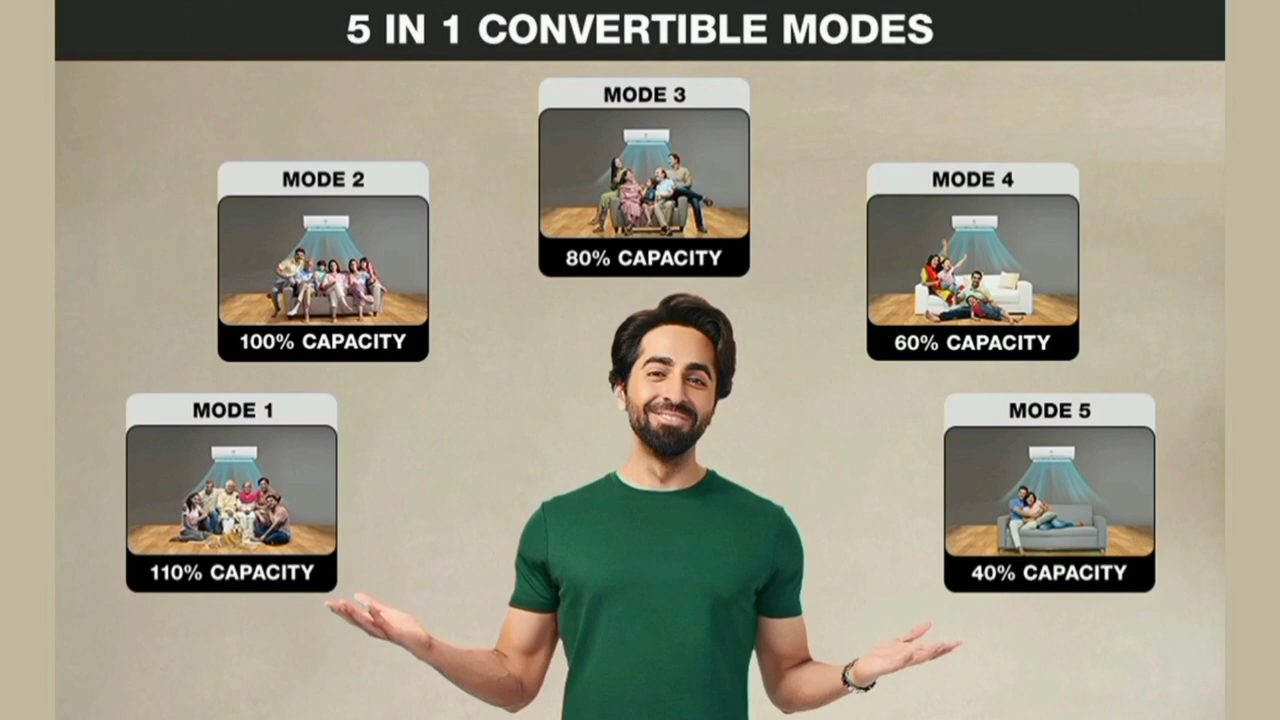 5 IN 1 CONVERTIBLE MODES
MODE 1
110% CAPACITY
MODE 2
100% CAPACITY
MODE 3
80% CAPACITY
MODE 4
60% CAPACITY
MODE 5
40% CAPACITY